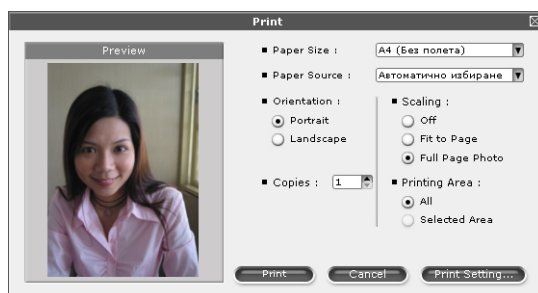 Print
Preview
Paper Size : A4 (Без полета)
Paper Source : Автоматично избиране
Orientation :
Portrait
Landscape
Copies : 1
Scaling :
Off
Fit to Page
Full Page Photo
Printing Area :
All
Selected Area
Print Cancel Print Setting...